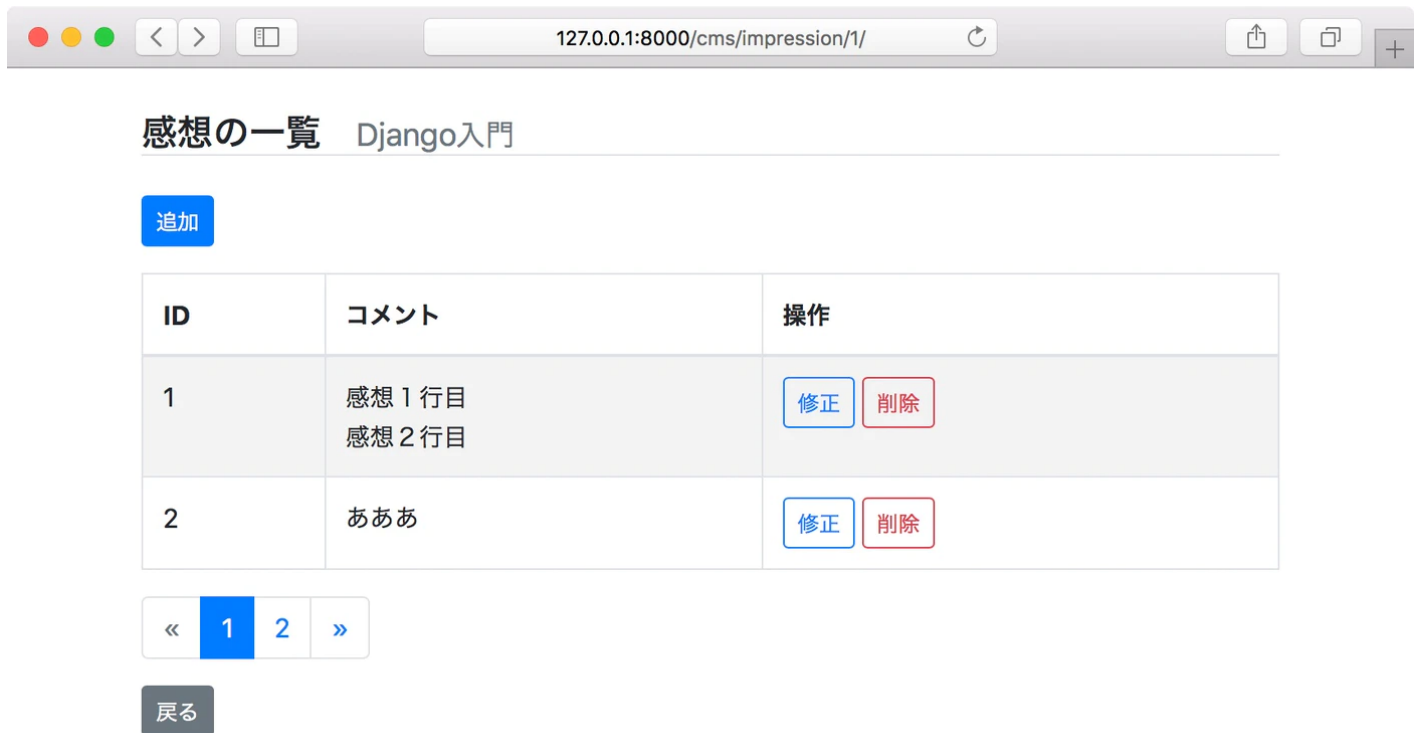 127.0.0.1:8000/cms/impression/1/
感想の一覧 Django入門
追加
ID コメント 操作
1 感想１行目 修正 削除
感想２行目
2 あああ 修正 削除
« 1 2 »
戻る